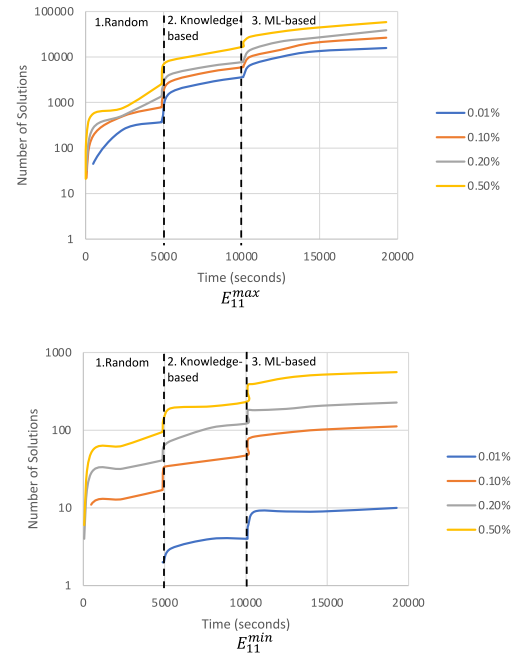 100000
10000
1000
100
10
1
Number of Solutions
1.Random
2. Knowledge-
based
3. ML-based
0.01%
0.10%
0.20%
0.50%
0
5000
10000
15000
20000
Time (seconds)
E₁₁ᵐᵃˣ
1000
100
10
1
Number of Solutions
1.Random
2. Knowledge-
based
3. ML-based
0.01%
0.10%
0.20%
0.50%
0
5000
10000
15000
20000
Time (seconds)
E₁₁ᵐⁱⁿ